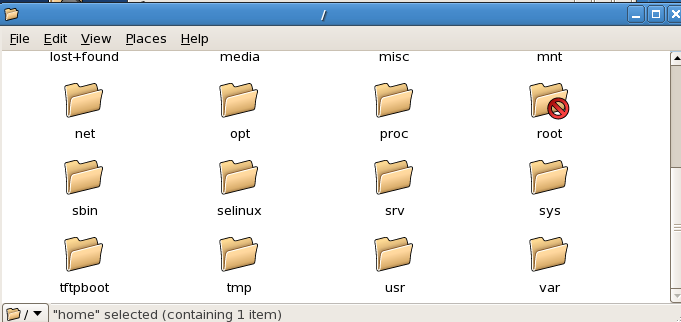 /
File Edit View Places Help
lost+found media misc mnt
net opt proc root
sbin selinux srv sys
tftpboot tmp usr var
/ "home" selected (containing 1 item)